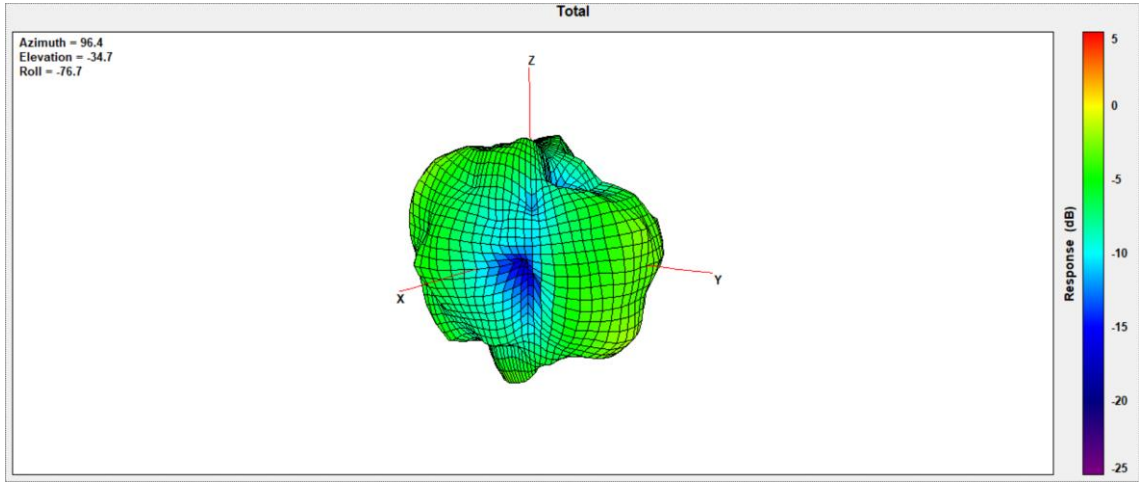 Total
Azimuth = 96.4
Elevation = -34.7
Roll = -76.7
Z
X
Y
5
0
-5
-10
-15
-20
-25
Response (dB)